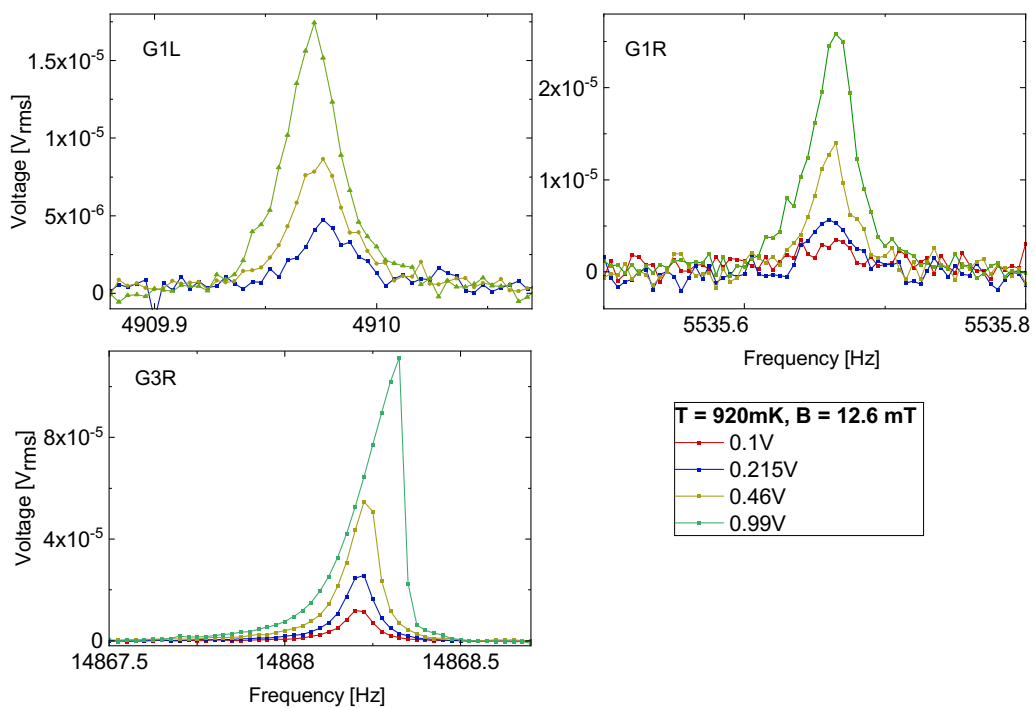 G1L
Voltage [Vrms]
1.5x10-5
1x10-5
5x10-6
0
4909.9
4910
G1R
2x10-5
1x10-5
0
5535.6
5535.8
Frequency [Hz]
G3R
Voltage [Vrms]
8x10-5
4x10-5
0
14867.5
14868
14868.5
Frequency [Hz]
T = 920mK, B = 12.6 mT
0.1V
0.215V
0.46V
0.99V